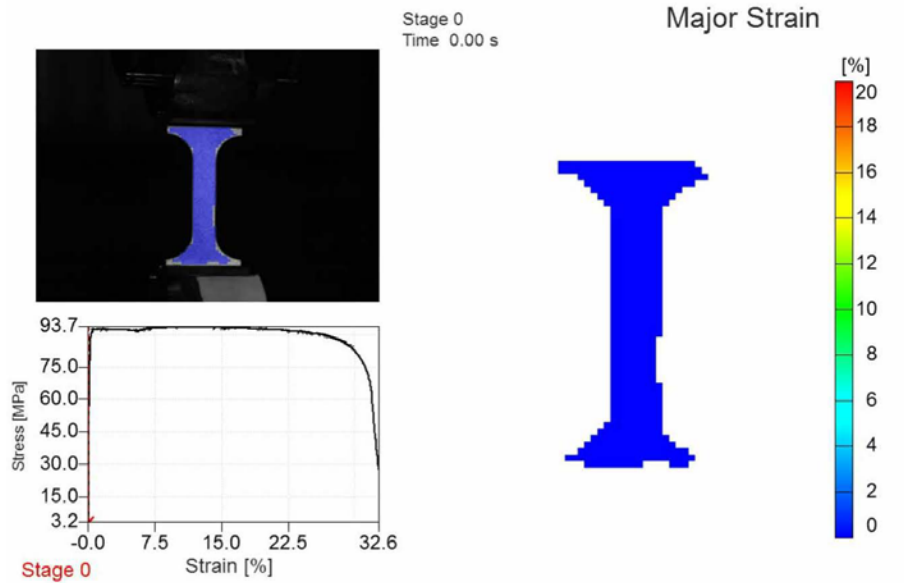 Stage 0
Time 0.00 s
Major Strain
[%]
20
18
16
14
12
10
8
6
4
2
0
93.7
75.0
60.0
45.0
30.0
15.0
3.2
Stress [MPa]
-0.0 7.5 15.0 22.5 32.6
Strain [%]
Stage 0